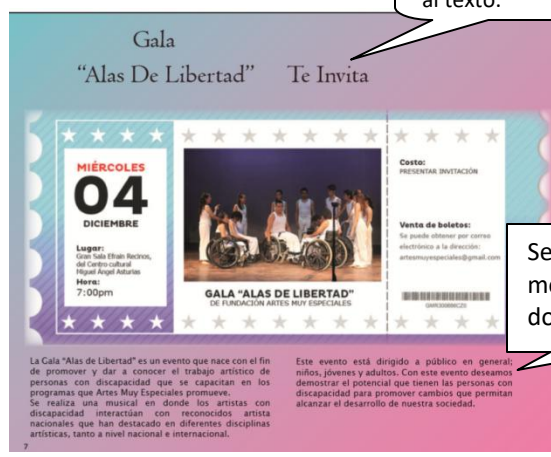 al texto.
Gala
“Alas De Libertad” Te Invita
MIÉRCOLES
04
DICIEMBRE
Lugar:
Gran Sala Efraín Recinos,
del Centro cultural
Miguel Ángel Asturias
Hora:
7:00pm
GALA “ALAS DE LIBERTAD”
DE FUNDACIÓN ARTES MUY ESPECIALES
Costo:
PRESENTAR INVITACIÓN
Venta de boletos:
Se puede obtener por correo
electrónico a la dirección:
artesmuyespeciales@gmail.com
Se
me
do
La Gala “Alas de Libertad” es un evento que nace con el fin
de promover y dar a conocer el trabajo artístico de
personas con discapacidad que se capacitan en los
programas que Artes Muy Especiales promueve.
Se realiza una musical en donde los artistas con
discapacidad interactúan con reconocidos artista
nacionales que han destacado en diferentes disciplinas
artísticas, tanto a nivel nacional e internacional.
Este evento está dirigido a público en general;
niños, jóvenes y adultos. Con este evento deseamos
demostrar el potencial que tienen las personas con
discapacidad para promover cambios que permitan
alcanzar el desarrollo de nuestra sociedad.
7